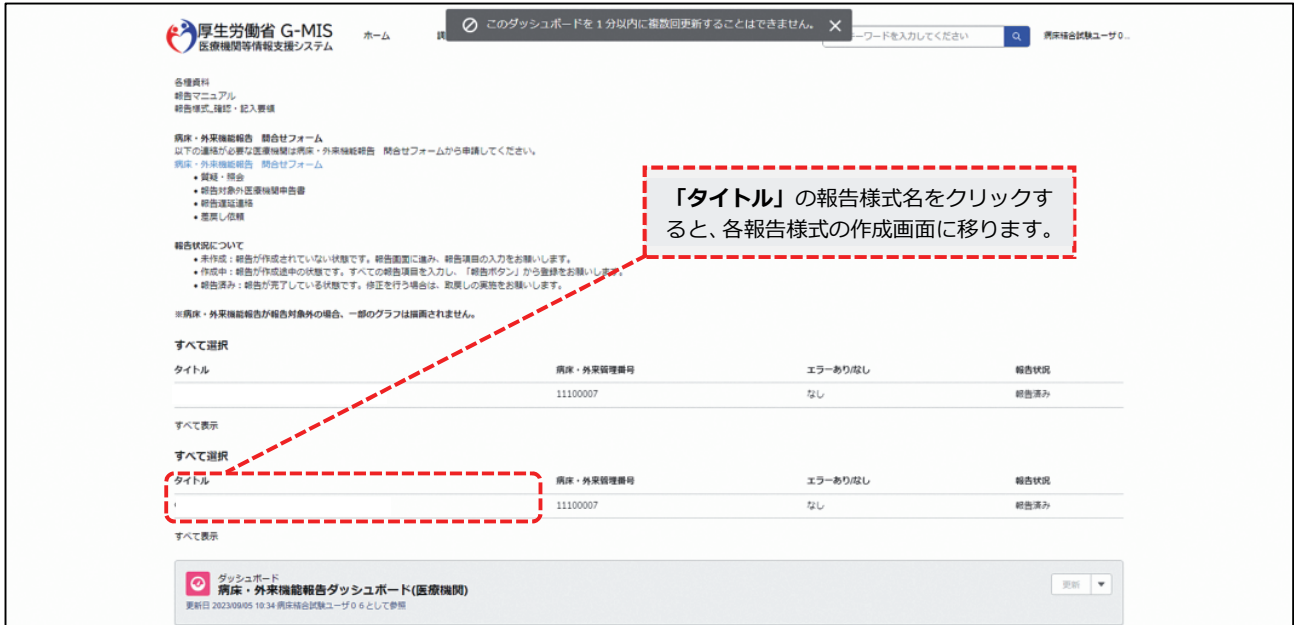 このダッシュボードを1分以内に複数回更新することはできません。
厚生労働省 G-MIS
医療機関等情報支援システム
ホーム
ーワードを入力してください
病床結合試験ユーザ0...
各種資料
報告マニュアル
報告様式_確認・記入要領
病床・外来機能報告 問合せフォーム
以下の連絡が必要な医療機関は病床・外来機能報告 問合せフォームから申請してください。
病床・外来機能報告 問合せフォーム
• 質疑・照会
• 報告対象外医療機関申告書
• 報告遅延連絡
• 差戻し依頼
「タイトル」の報告様式名をクリックす
ると、各報告様式の作成画面に移ります。
報告状況について
• 未作成：報告が作成されていない状態です。報告画面に進み、報告項目の入力をお願いします。
• 作成中：報告が作成途中の状態です。すべての報告項目を入力し、「報告ボタン」から登録をお願いします。
• 報告済み：報告が完了している状態です。修正を行う場合は、取戻しの実施をお願いします。
※病床・外来機能報告が報告対象外の場合、一部のグラフは描画されません。
すべて選択
タイトル 病床・外来管理番号 エラーあり/なし 報告状況
11100007 なし 報告済み
すべて表示
すべて選択
タイトル 病床・外来管理番号 エラーあり/なし 報告状況
11100007 なし 報告済み
すべて表示
ダッシュボード
病床・外来機能報告ダッシュボード(医療機関)
更新日 2023/09/05 10:34 病床結合試験ユーザ06として参照
更新